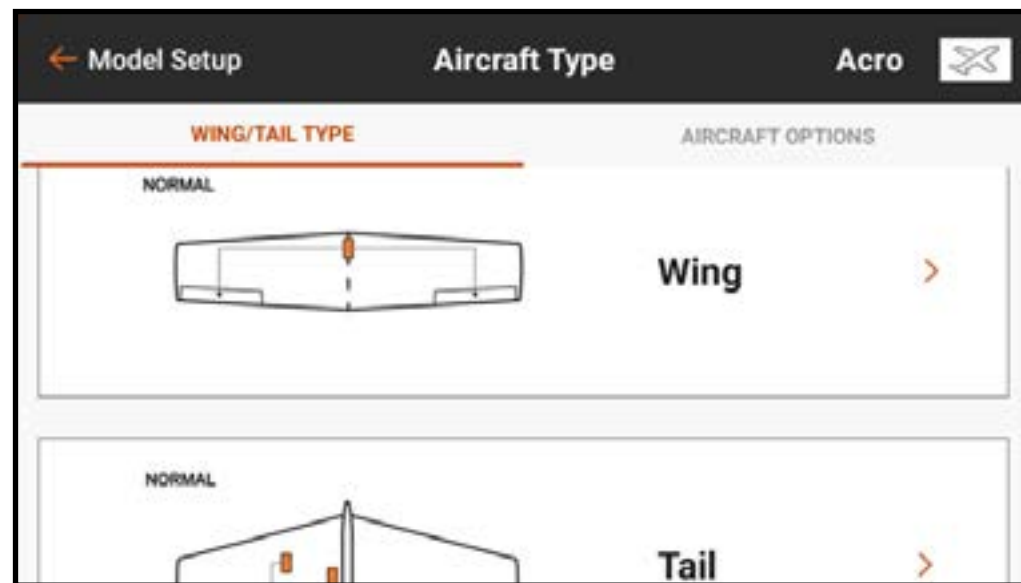 Model Setup Aircraft Type Acro
WING/TAIL TYPE AIRCRAFT OPTIONS
NORMAL
Wing
NORMAL
Tail